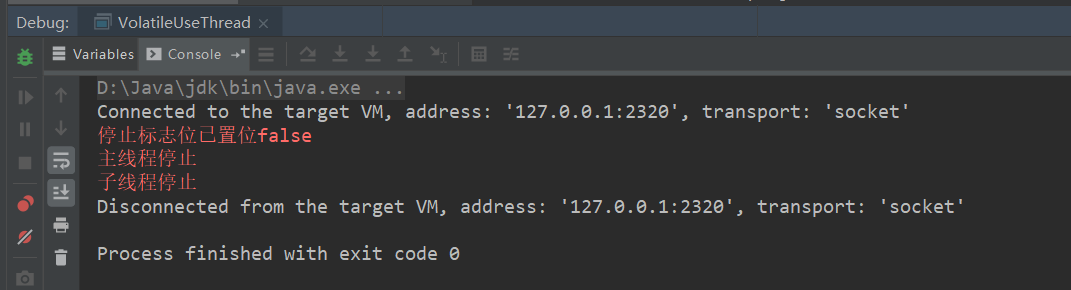 Debug: VolatileUseThread ×
Variables Console
D:\Java\jdk\bin\java.exe ...
Connected to the target VM, address: '127.0.0.1:2320', transport: 'socket'
停止标志位已置位false
主线程停止
子线程停止
Disconnected from the target VM, address: '127.0.0.1:2320', transport: 'socket'
Process finished with exit code 0